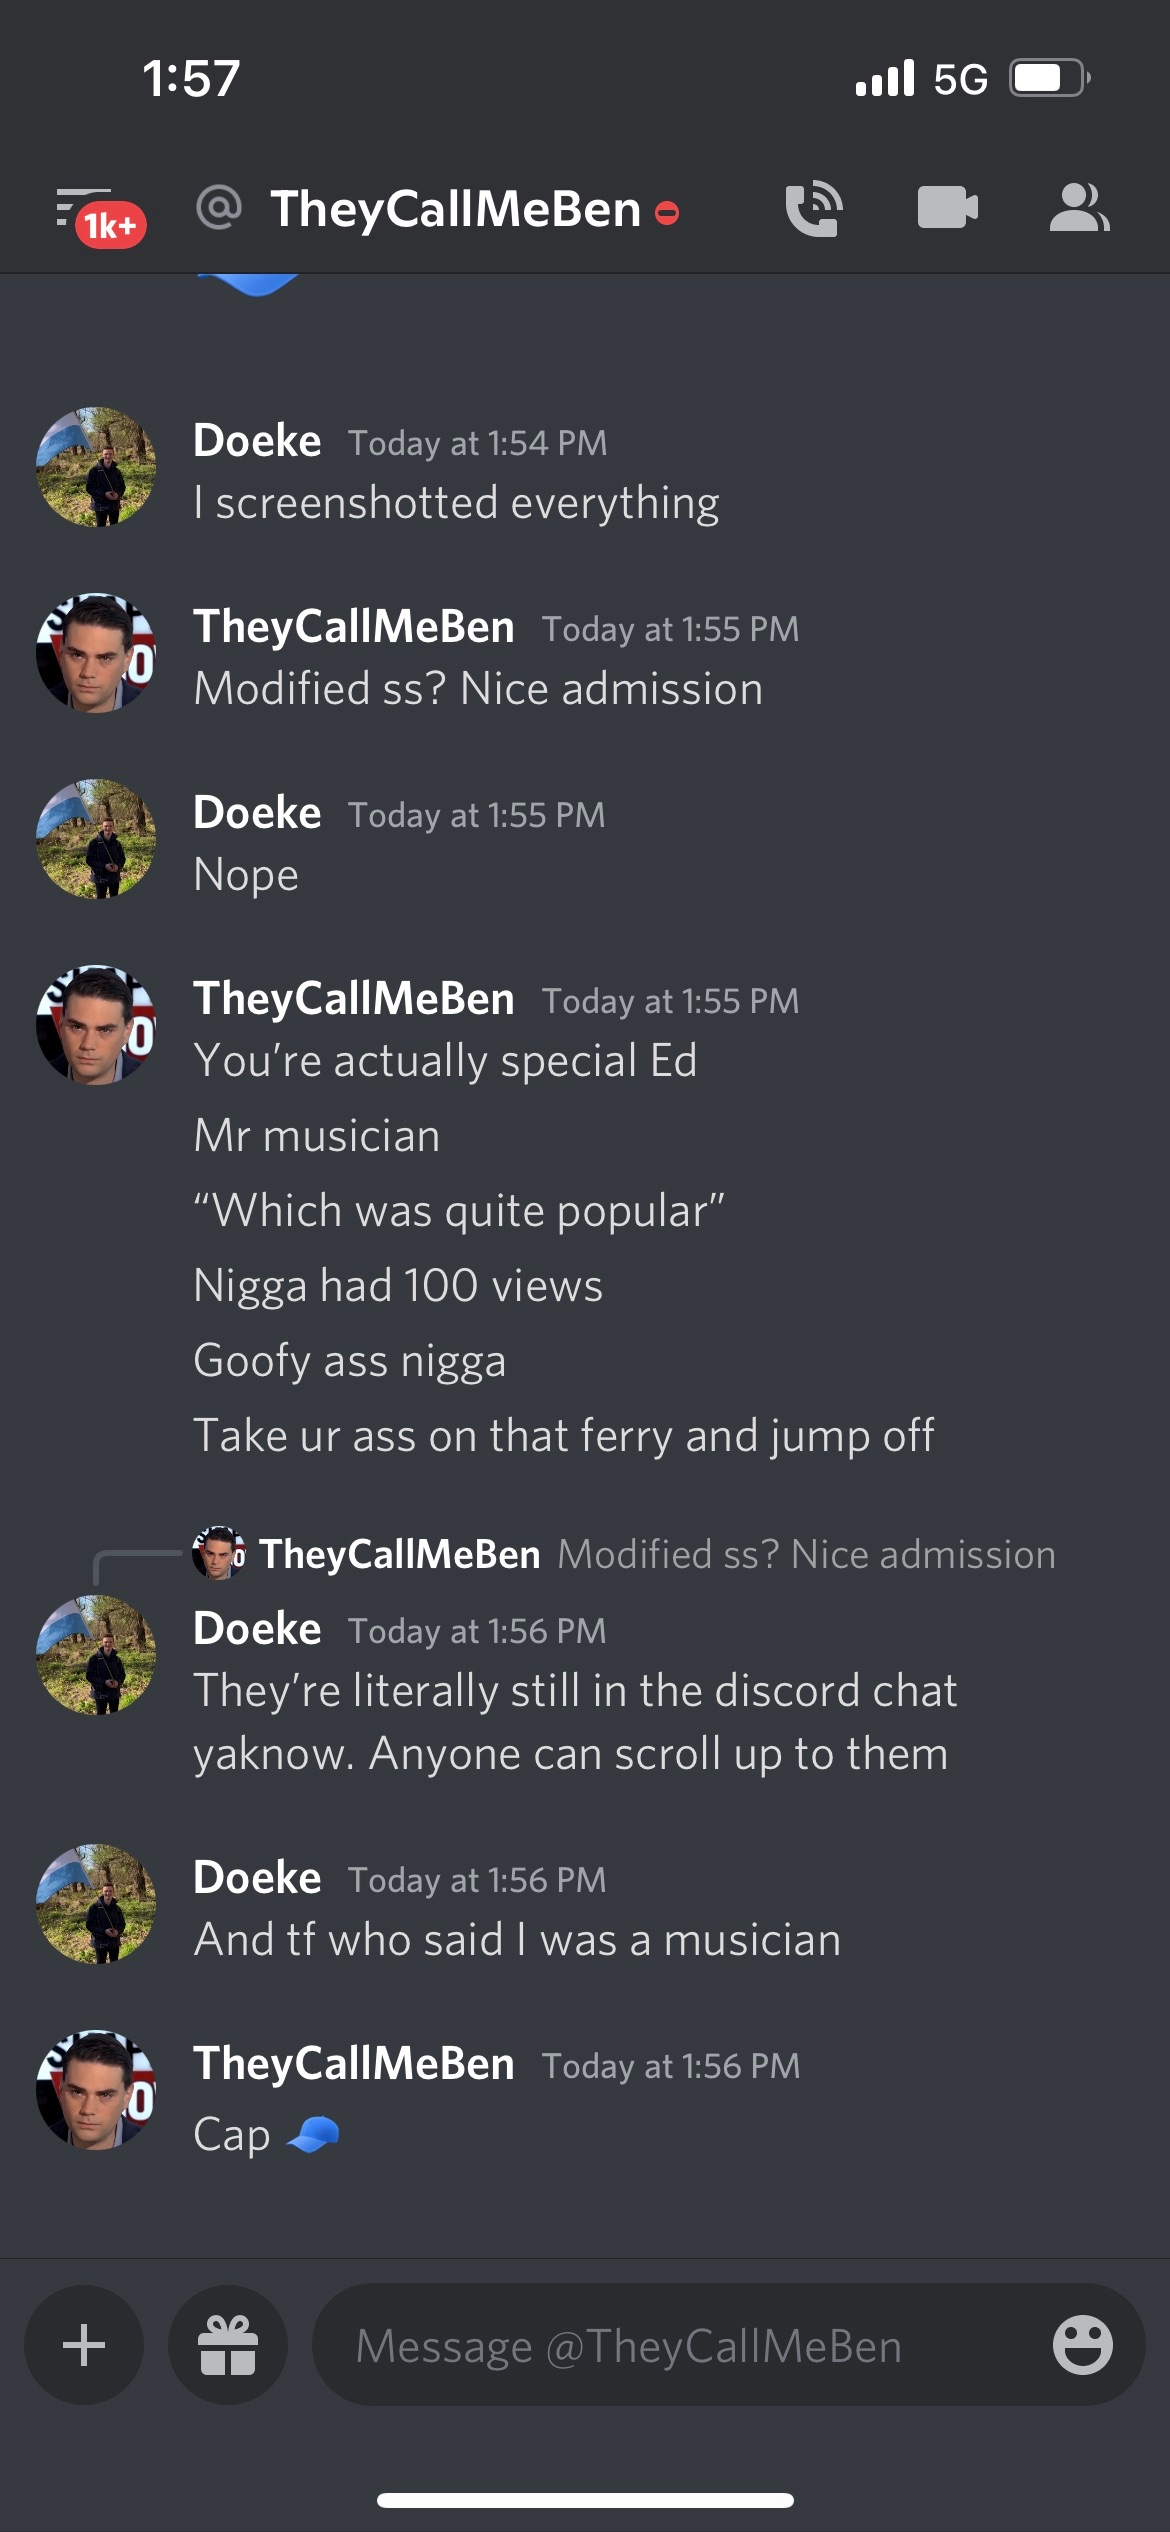 1:57
5G
1k+
@ TheyCallMeBen
Doeke Today at 1:54 PM
I screenshotted everything
TheyCallMeBen Today at 1:55 PM
Modified ss? Nice admission
Doeke Today at 1:55 PM
Nope
TheyCallMeBen Today at 1:55 PM
You’re actually special Ed
Mr musician
“Which was quite popular”
Nigga had 100 views
Goofy ass nigga
Take ur ass on that ferry and jump off
TheyCallMeBen Modified ss? Nice admission
Doeke Today at 1:56 PM
They’re literally still in the discord chat
yaknow. Anyone can scroll up to them
Doeke Today at 1:56 PM
And tf who said I was a musician
TheyCallMeBen Today at 1:56 PM
Cap 🧢
Message @TheyCallMeBen